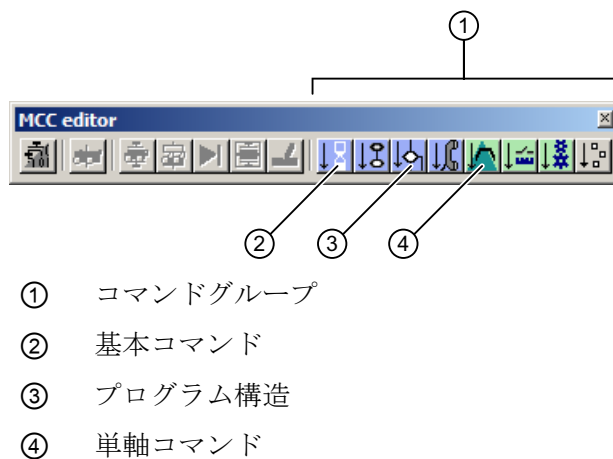 ①
MCC editor
② ③ ④
① コマンドグループ
② 基本コマンド
③ プログラム構造
④ 単軸コマンド